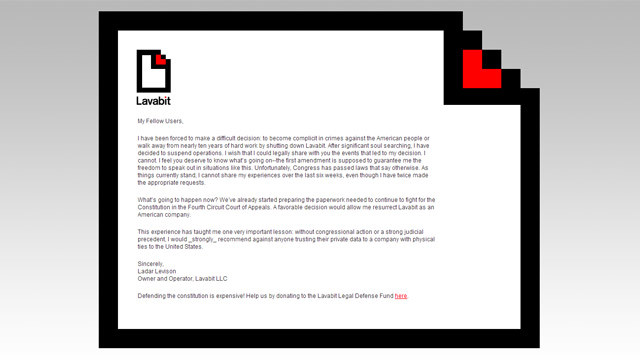 Lavabit
My Fellow Users,
I have been forced to make a difficult decision: to become complicit in crimes against the American people or
walk away from nearly ten years of hard work by shutting down Lavabit. After significant soul searching, I have
decided to suspend operations. I wish that I could legally share with you the events that led to my decision. I
cannot. I feel you deserve to know what's going on--the first amendment is supposed to guarantee me the
freedom to speak out in situations like this. Unfortunately, Congress has passed laws that say otherwise. As
things currently stand, I cannot share my experiences over the last six weeks, even though I have twice made
the appropriate requests.
What's going to happen now? We've already started preparing the paperwork needed to continue to fight for the
Constitution in the Fourth Circuit Court of Appeals. A favorable decision would allow me resurrect Lavabit as an
American company.
This experience has taught me one very important lesson: without congressional action or a strong judicial
precedent, I would _strongly_ recommend against anyone trusting their private data to a company with physical
ties to the United States.
Sincerely,
Ladar Levison
Owner and Operator, Lavabit LLC
Defending the constitution is expensive! Help us by donating to the Lavabit Legal Defense Fund here.